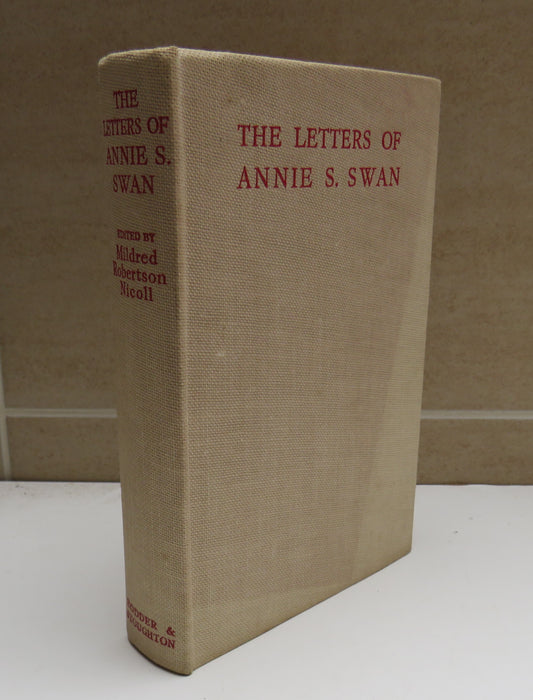 THE
LETTERS OF
ANNIE S.
SWAN
EDITED BY
Mildred
Robertson
Nicoll
HODDER &
STOUGHTON
THE LETTERS OF
ANNIE S. SWAN